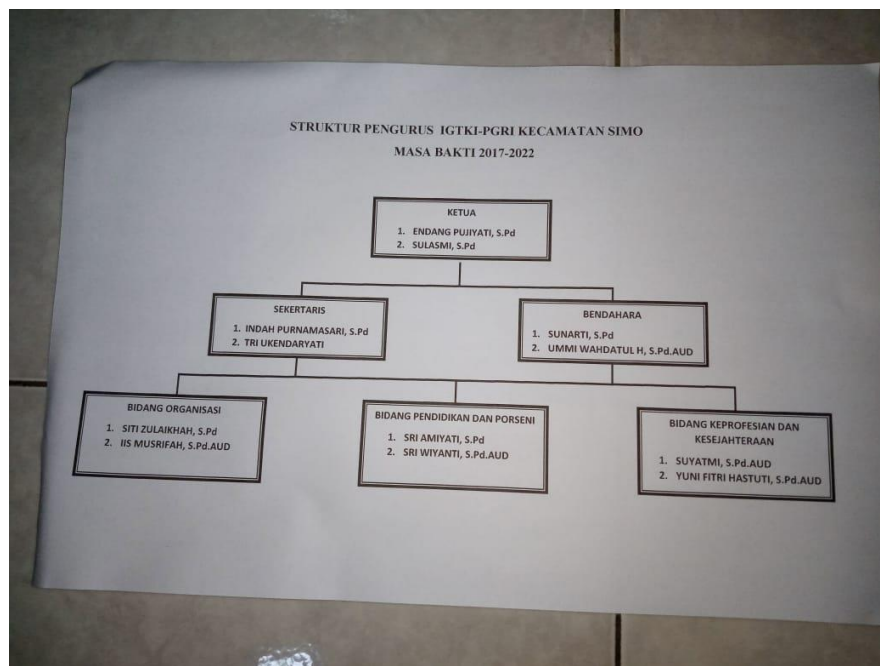 STRUKTUR PENGURUS IGTKI-PGRI KECAMATAN SIMO
MASA BAKTI 2017-2022
KETUA
1. ENDANG PUJIYATI, S.Pd
2. SULASMI, S.Pd
SEKERTARIS
1. INDAH PURNAMASARI, S.Pd
2. TRI UKENDARYATI
BENDAHARA
1. SUNARTI, S.Pd
2. UMMI WAHDATUL H, S.Pd.AUD
BIDANG ORGANISASI
1. SITI ZULAIKHAH, S.Pd
2. IIS MUSRIFAH, S.Pd.AUD
BIDANG PENDIDIKAN DAN PORSENI
1. SRI AMIYATI, S.Pd
2. SRI WIYANTI, S.Pd.AUD
BIDANG KEPROFESIAN DAN
KESEJAHTERAAN
1. SUYATMI, S.Pd.AUD
2. YUNI FITRI HASTUTI, S.Pd.AUD